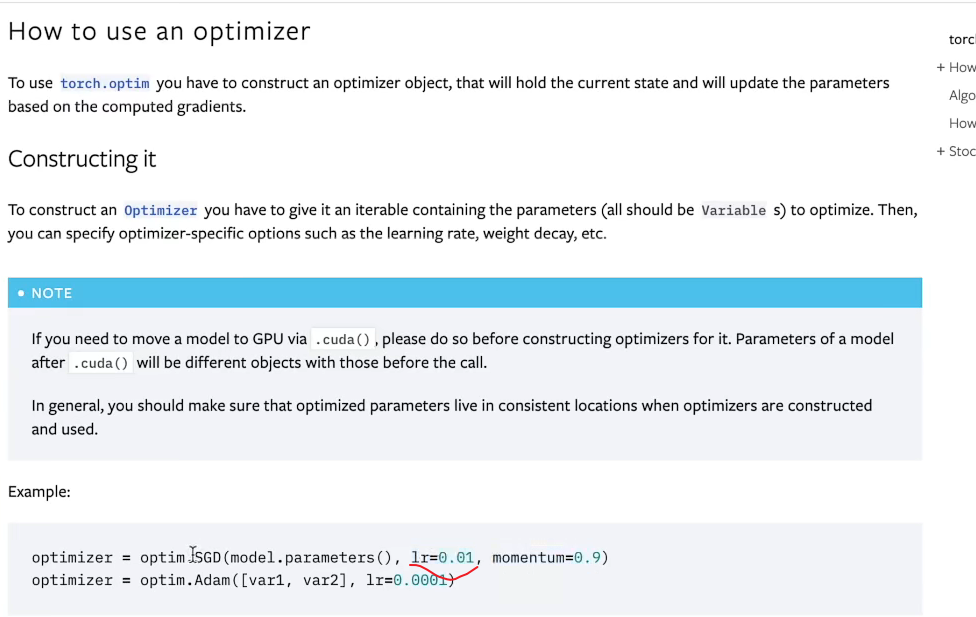 How to use an optimizer
torc
+ How
To use torch.optim you have to construct an optimizer object, that will hold the current state and will update the parameters
based on the computed gradients.
Algo
How
+ Stoc
Constructing it
To construct an Optimizer you have to give it an iterable containing the parameters (all should be Variable s) to optimize. Then,
you can specify optimizer-specific options such as the learning rate, weight decay, etc.
• NOTE
If you need to move a model to GPU via .cuda(), please do so before constructing optimizers for it. Parameters of a model
after .cuda() will be different objects with those before the call.
In general, you should make sure that optimized parameters live in consistent locations when optimizers are constructed
and used.
Example:
optimizer = optim.SGD(model.parameters(), lr=0.01, momentum=0.9)
optimizer = optim.Adam([var1, var2], lr=0.0001)